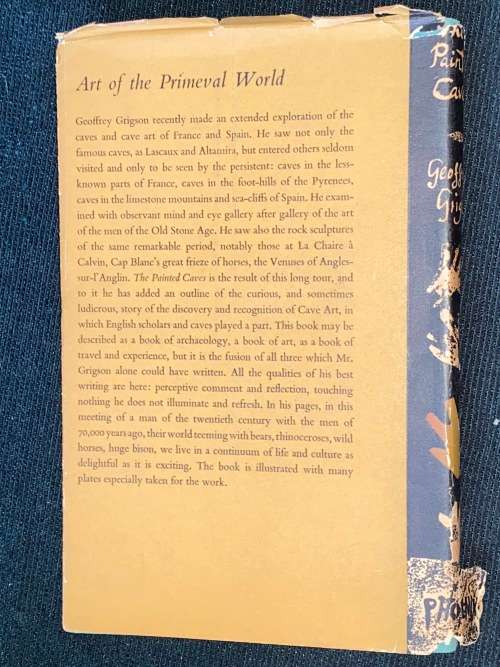 Art of the Primeval World
Geoffrey Grigson recently made an extended exploration of the
caves and cave art of France and Spain. He saw not only the
famous caves, as Lascaux and Altamira, but entered others seldom
visited and only to be seen by the persistent: caves in the less-
known parts of France, caves in the foot-hills of the Pyrenees,
caves in the limestone mountains and sea-cliffs of Spain. He exam-
ined with observant mind and eye gallery after gallery of the art
of the men of the Old Stone Age. He saw also the rock sculptures
of the same remarkable period, notably those at La Chaire à
Calvin, Cap Blanc's great frieze of horses, the Venuses of Angles-
sur-l'Anglin. The Painted Caves is the result of this long tour, and
to it he has added an outline of the curious, and sometimes
ludicrous, story of the discovery and recognition of Cave Art, in
which English scholars and caves played a part. This book may be
described as a book of archaeology, a book of art, as a book of
travel and experience, but it is the fusion of all three which Mr.
Grigson alone could have written. All the qualities of his best
writing are here: perceptive comment and reflection, touching
nothing he does not illuminate and refresh. In his pages, in this
meeting of a man of the twentieth century with the men of
70,000 years ago, their world teeming with bears, rhinoceroses, wild
horses, huge bison, we live in a continuum of life and culture as
delightful as it is exciting. The book is illustrated with many
plates especially taken for the work.
Paint
Cave
Geoff
Grig